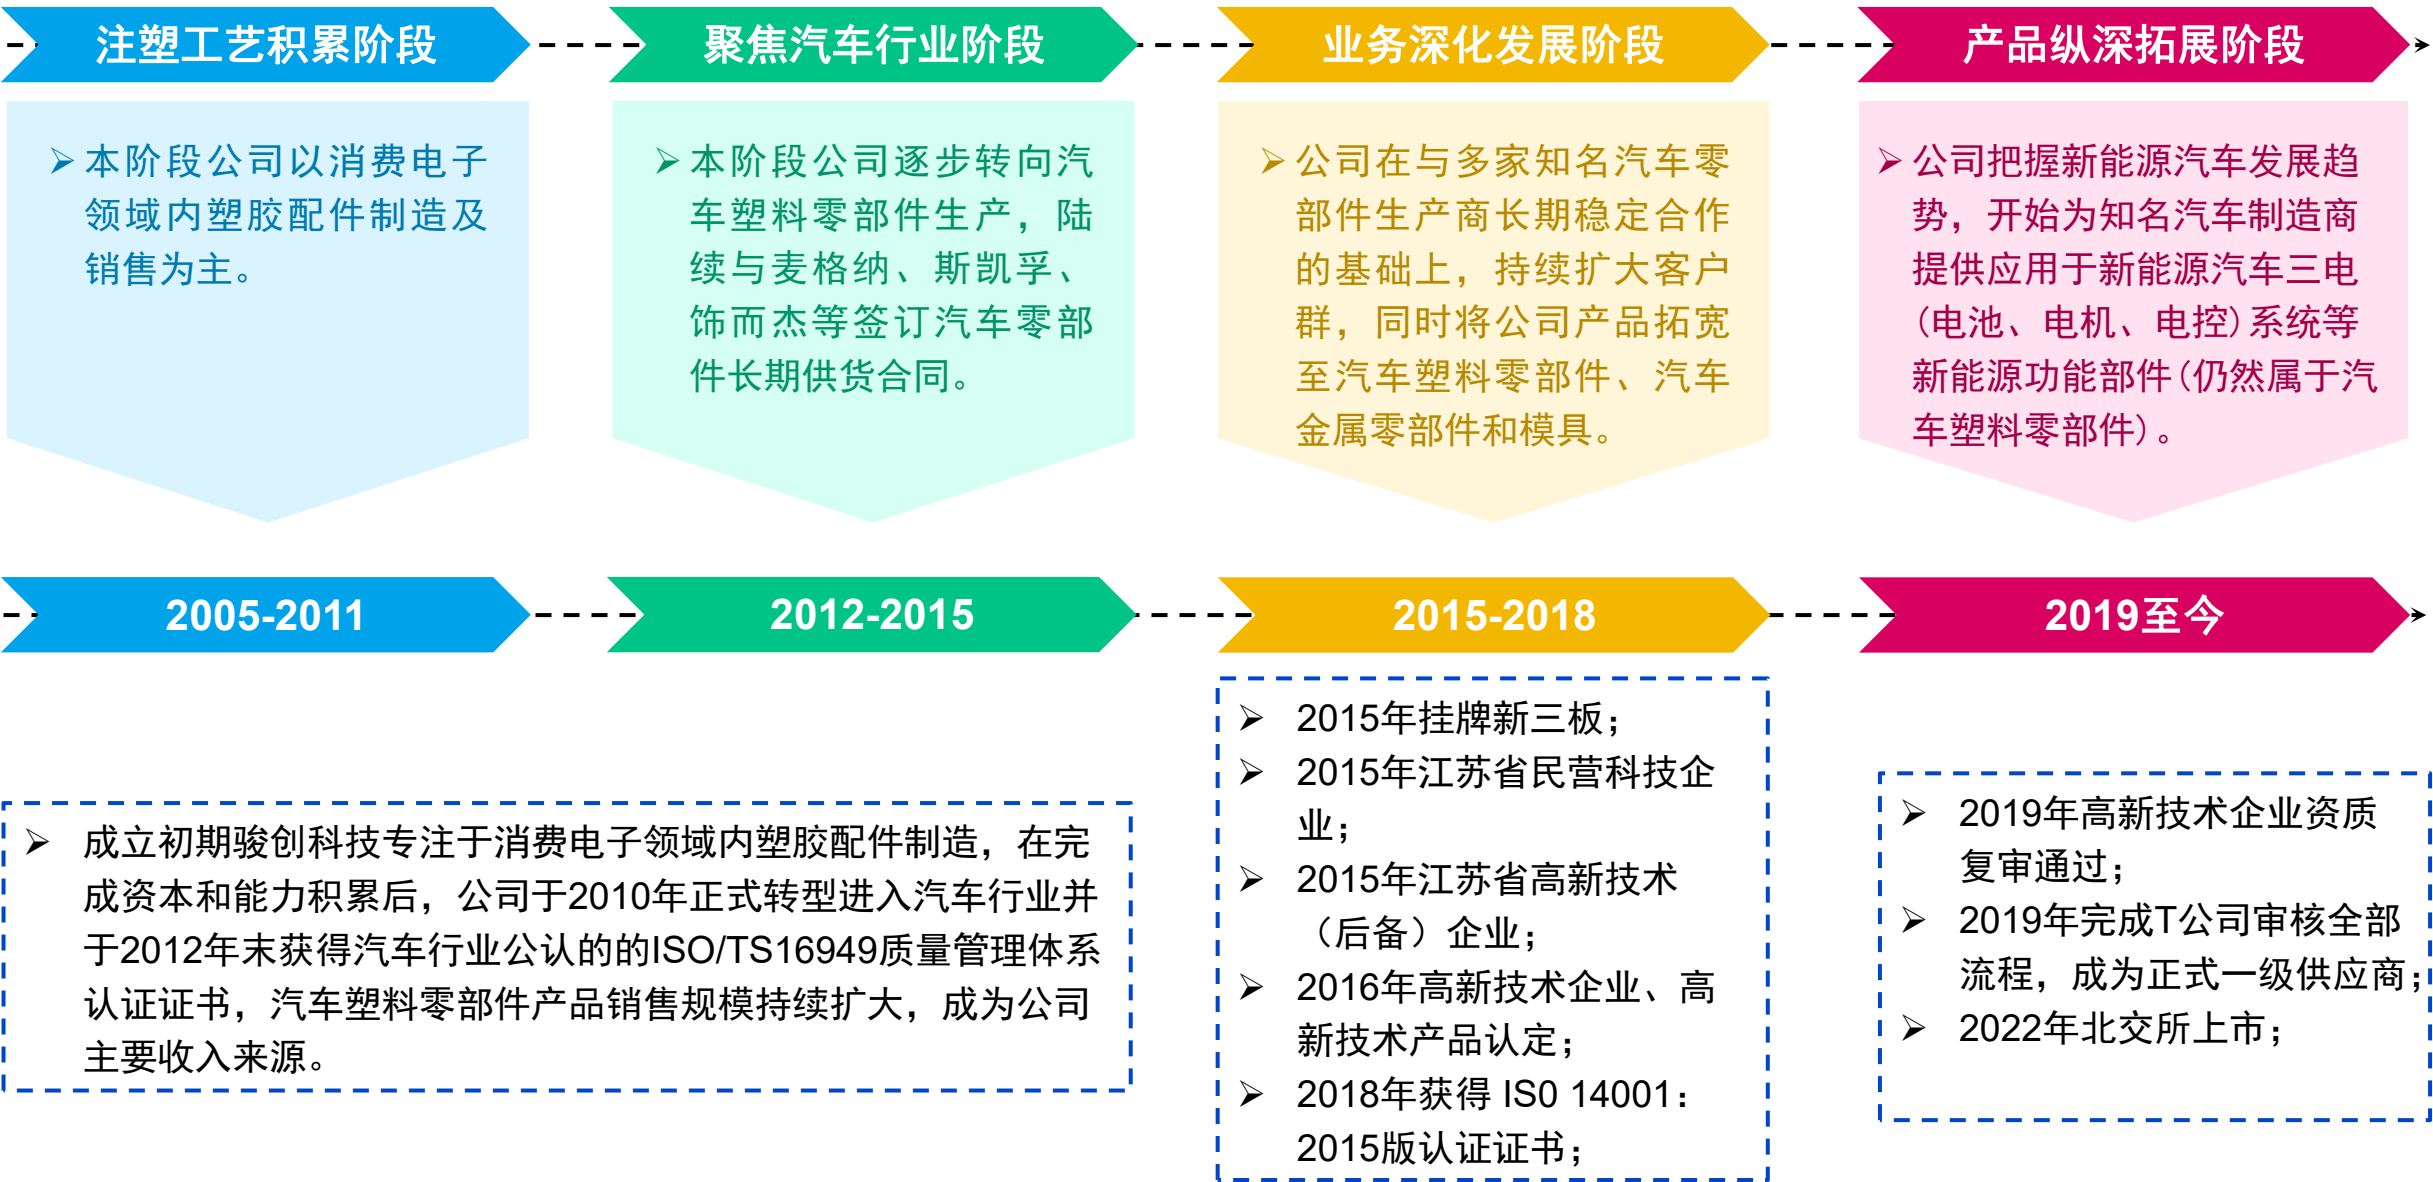 注塑工艺积累阶段
聚焦汽车行业阶段
业务深化发展阶段
产品纵深拓展阶段
➢ 本阶段公司以消费电子
领域内塑胶配件制造及
销售为主。
➢ 本阶段公司逐步转向汽
车塑料零部件生产，陆
续与麦格纳、斯凯孚、
饰而杰等签订汽车零部
件长期供货合同。
➢ 公司在与多家知名汽车零
部件生产商长期稳定合作
的基础上，持续扩大客户
群，同时将公司产品拓宽
至汽车塑料零部件、汽车
金属零部件和模具。
➢ 公司把握新能源汽车发展趋
势，开始为知名汽车制造商
提供应用于新能源汽车三电
(电池、电机、电控)系统等
新能源功能部件(仍然属于汽
车塑料零部件)。
2005-2011
2012-2015
2015-2018
2019至今
➢ 成立初期骏创科技专注于消费电子领域内塑胶配件制造，在完
成资本和能力积累后，公司于2010年正式转型进入汽车行业并
于2012年末获得汽车行业公认的的ISO/TS16949质量管理体系
认证证书，汽车塑料零部件产品销售规模持续扩大，成为公司
主要收入来源。
➢ 2015年挂牌新三板；
➢ 2015年江苏省民营科技企
业；
➢ 2015年江苏省高新技术
（后备）企业；
➢ 2016年高新技术企业、高
新技术产品认定；
➢ 2018年获得 IS0 14001：
2015版认证证书；
➢ 2019年高新技术企业资质
复审通过；
➢ 2019年完成T公司审核全部
流程，成为正式一级供应商；
➢ 2022年北交所上市；